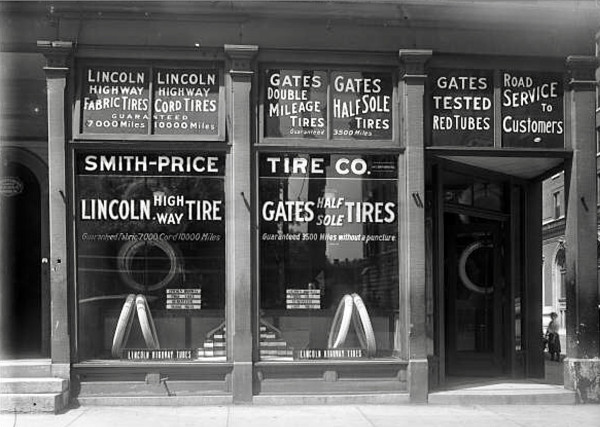 LINCOLN
HIGHWAY
FABRIC TIRES
GUARANTEED
7000 Miles
LINCOLN
HIGHWAY
CORD TIRES
10000 MILES
GATES
DOUBLE
MILEAGE
TIRES
Guaranteed
GATES
HALF SOLE
TIRES
3500 Miles
GATES
TESTED
RED TUBES
ROAD
SERVICE
TO
Customers
SMITH-PRICE
TIRE CO.
LINCOLN HIGH-WAY TIRE
Guaranteed Fabric 7000 Cord 10000 Miles
GATES HALF SOLE TIRES
Guaranteed 3500 Miles without a puncture
LINCOLN HIGHWAY TIRES
LINCOLN HIGHWAY TIRES